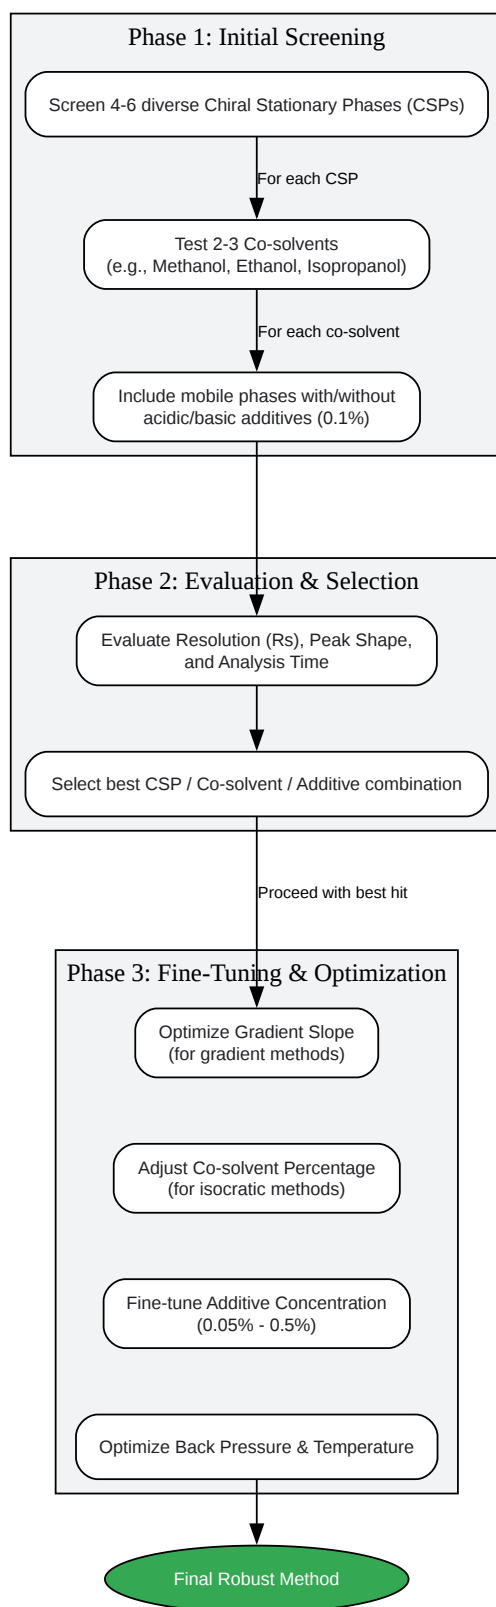 Phase 1: Initial Screening
Screen 4-6 diverse Chiral Stationary Phases (CSPs)
For each CSP
Test 2-3 Co-solvents
(e.g., Methanol, Ethanol, Isopropanol)
For each co-solvent
Include mobile phases with/without
acidic/basic additives (0.1%)
Phase 2: Evaluation & Selection
Evaluate Resolution (Rs), Peak Shape,
and Analysis Time
Select best CSP / Co-solvent / Additive combination
Proceed with best hit
Phase 3: Fine-Tuning & Optimization
Optimize Gradient Slope
(for gradient methods)
Adjust Co-solvent Percentage
(for isocratic methods)
Fine-tune Additive Concentration
(0.05% - 0.5%)
Optimize Back Pressure & Temperature
Final Robust Method